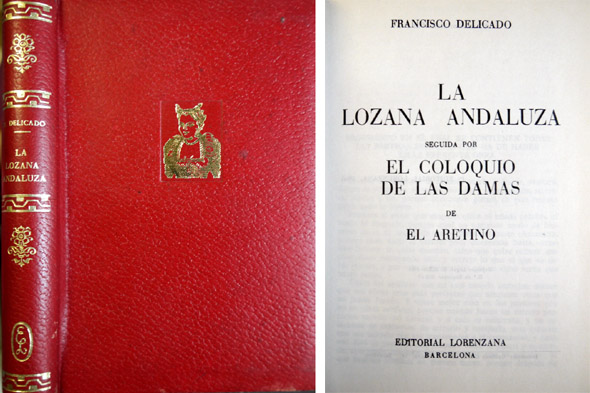 DELICADO
LA
LOZANA
ANDALUZA
FRANCISCO DELICADO
LA
LOZANA ANDALUZA
SEGUIDA POR
EL COLOQUIO
DE LAS DAMAS
DE
EL ARETINO
EDITORIAL LORENZANA
BARCELONA